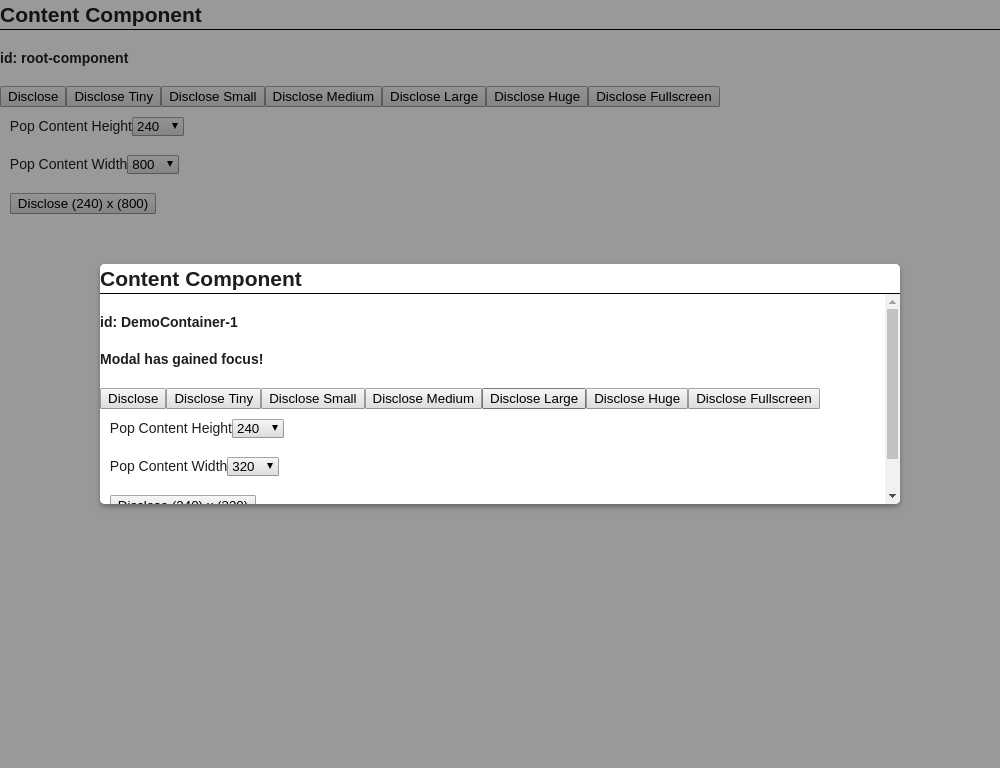 Content Component
id: root-component
Disclose Disclose Tiny Disclose Small Disclose Medium Disclose Large Disclose Huge Disclose Fullscreen
Pop Content Height 240
Pop Content Width 800
Disclose (240) x (800)
Content Component
id: DemoContainer-1
Modal has gained focus!
Disclose Disclose Tiny Disclose Small Disclose Medium Disclose Large Disclose Huge Disclose Fullscreen
Pop Content Height 240
Pop Content Width 320
Disclose (240) x (320)